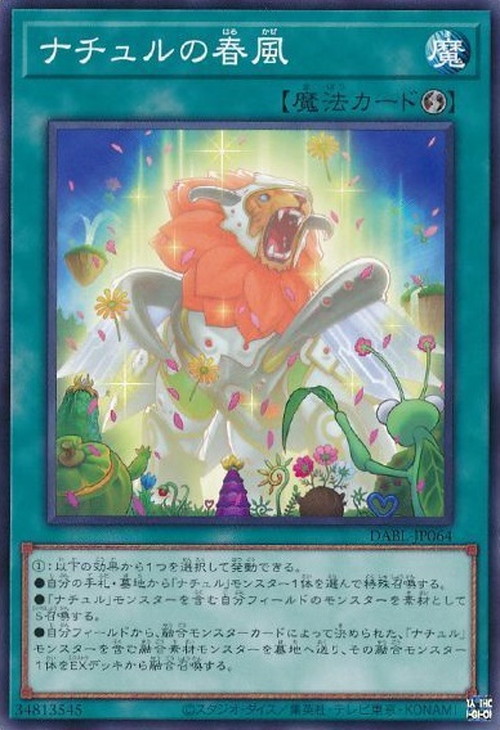 ナチュルの春風
魔
【魔法カード】
DABL-JP064
①：以下の効果から1つを選択して発動できる。
●自分の手札・墓地から「ナチュル」モンスター1体を選んで特殊召喚する。
●「ナチュル」モンスターを含む自分フィールドのモンスターを素材として
S召喚する。
●自分フィールドから、融合モンスターカードによって決められた、「ナチュル」
モンスターを含む融合素材モンスターを墓地へ送り、その融合モンスター
1体をEXデッキから融合召喚する。
34813545
©スタジオ・ダイス／集英社・テレビ東京・KONAMI